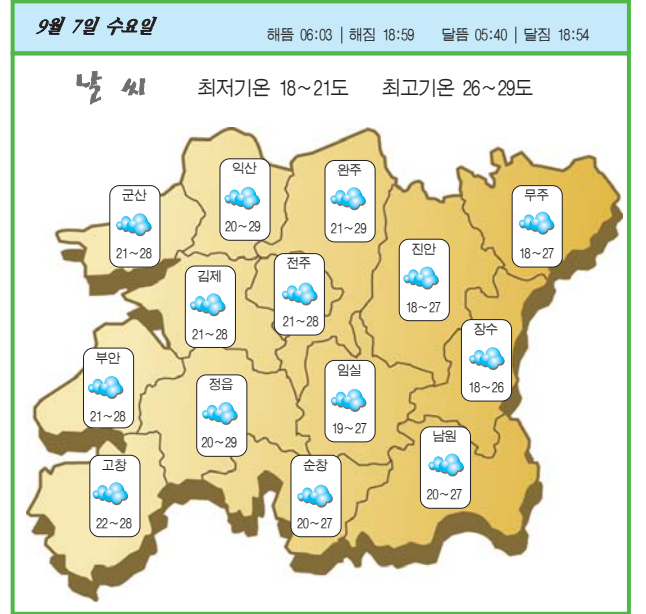 9월 7일 수요일
해뜸 06:03 | 해짐 18:59 달뜸 05:40 | 달짐 18:54
날씨 최저기온 18~21도 최고기온 26~29도
익산
20~29
완주
21~29
군산
21~28
무주
18~27
진안
18~27
전주
21~28
김제
21~28
장수
18~26
부안
21~28
임실
19~27
정읍
20~29
남원
20~27
고창
22~28
순창
20~27